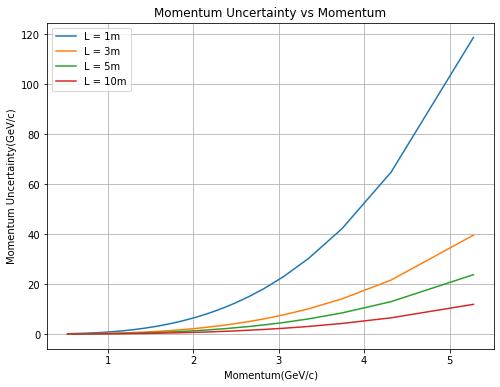 Momentum Uncertainty vs Momentum
L = 1m
L = 3m
L = 5m
L = 10m
120
100
80
60
40
20
0
Momentum Uncertainty(GeV/c)
1 2 3 4 5
Momentum(GeV/c)